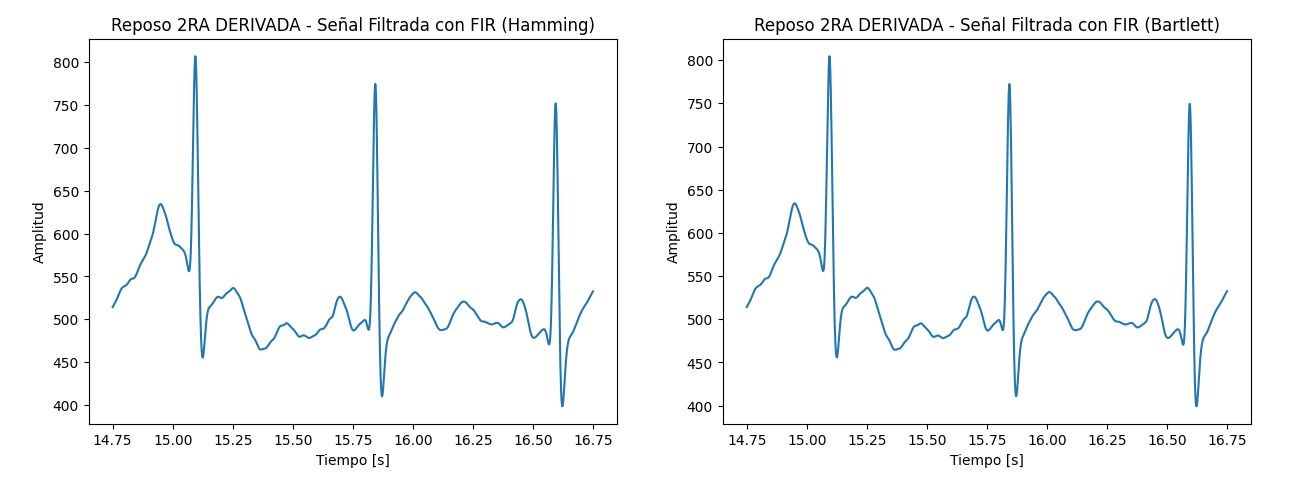 Reposo 2RA DERIVADA - Señal Filtrada con FIR (Hamming)
800
750
700
650
600
550
500
450
400
Amplitud
14.75 15.00 15.25 15.50 15.75 16.00 16.25 16.50 16.75
Tiempo [s]
Reposo 2RA DERIVADA - Señal Filtrada con FIR (Bartlett)
800
750
700
650
600
550
500
450
400
Amplitud
14.75 15.00 15.25 15.50 15.75 16.00 16.25 16.50 16.75
Tiempo [s]